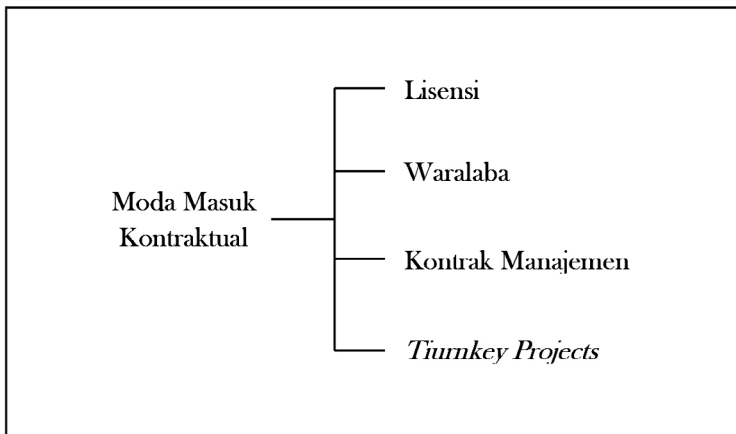 Lisensi
Waralaba
Moda Masuk
Kontraktual
Kontrak Manajemen
Tiurnkey Projects